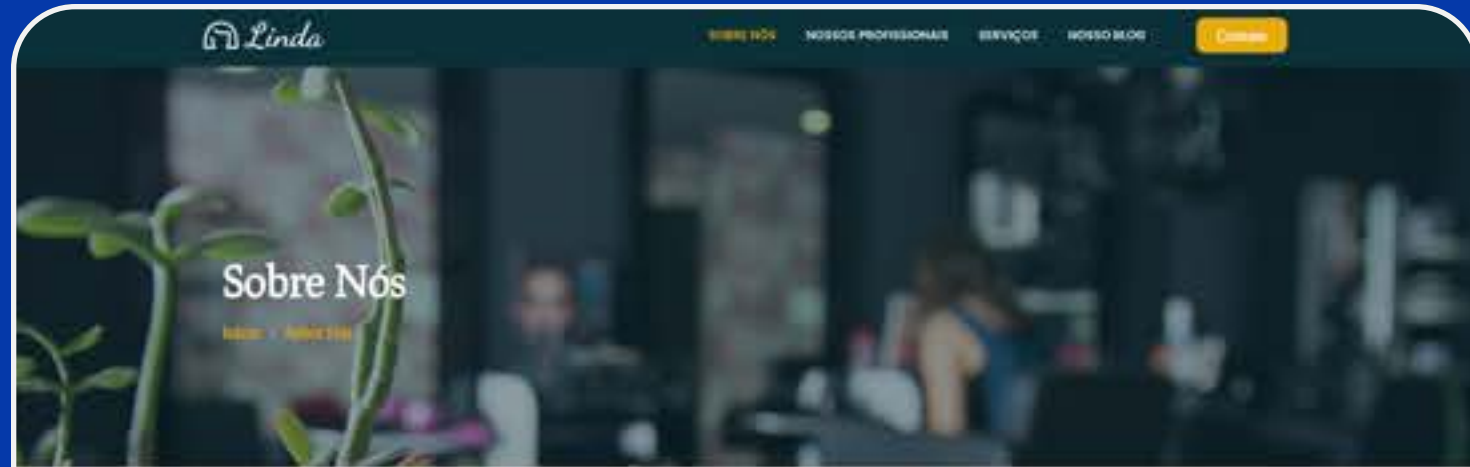 Linda
SOBRE NÓS NOSSOS PROFISSIONAIS SERVIÇOS NOSSO BLOG
Sobre Nós